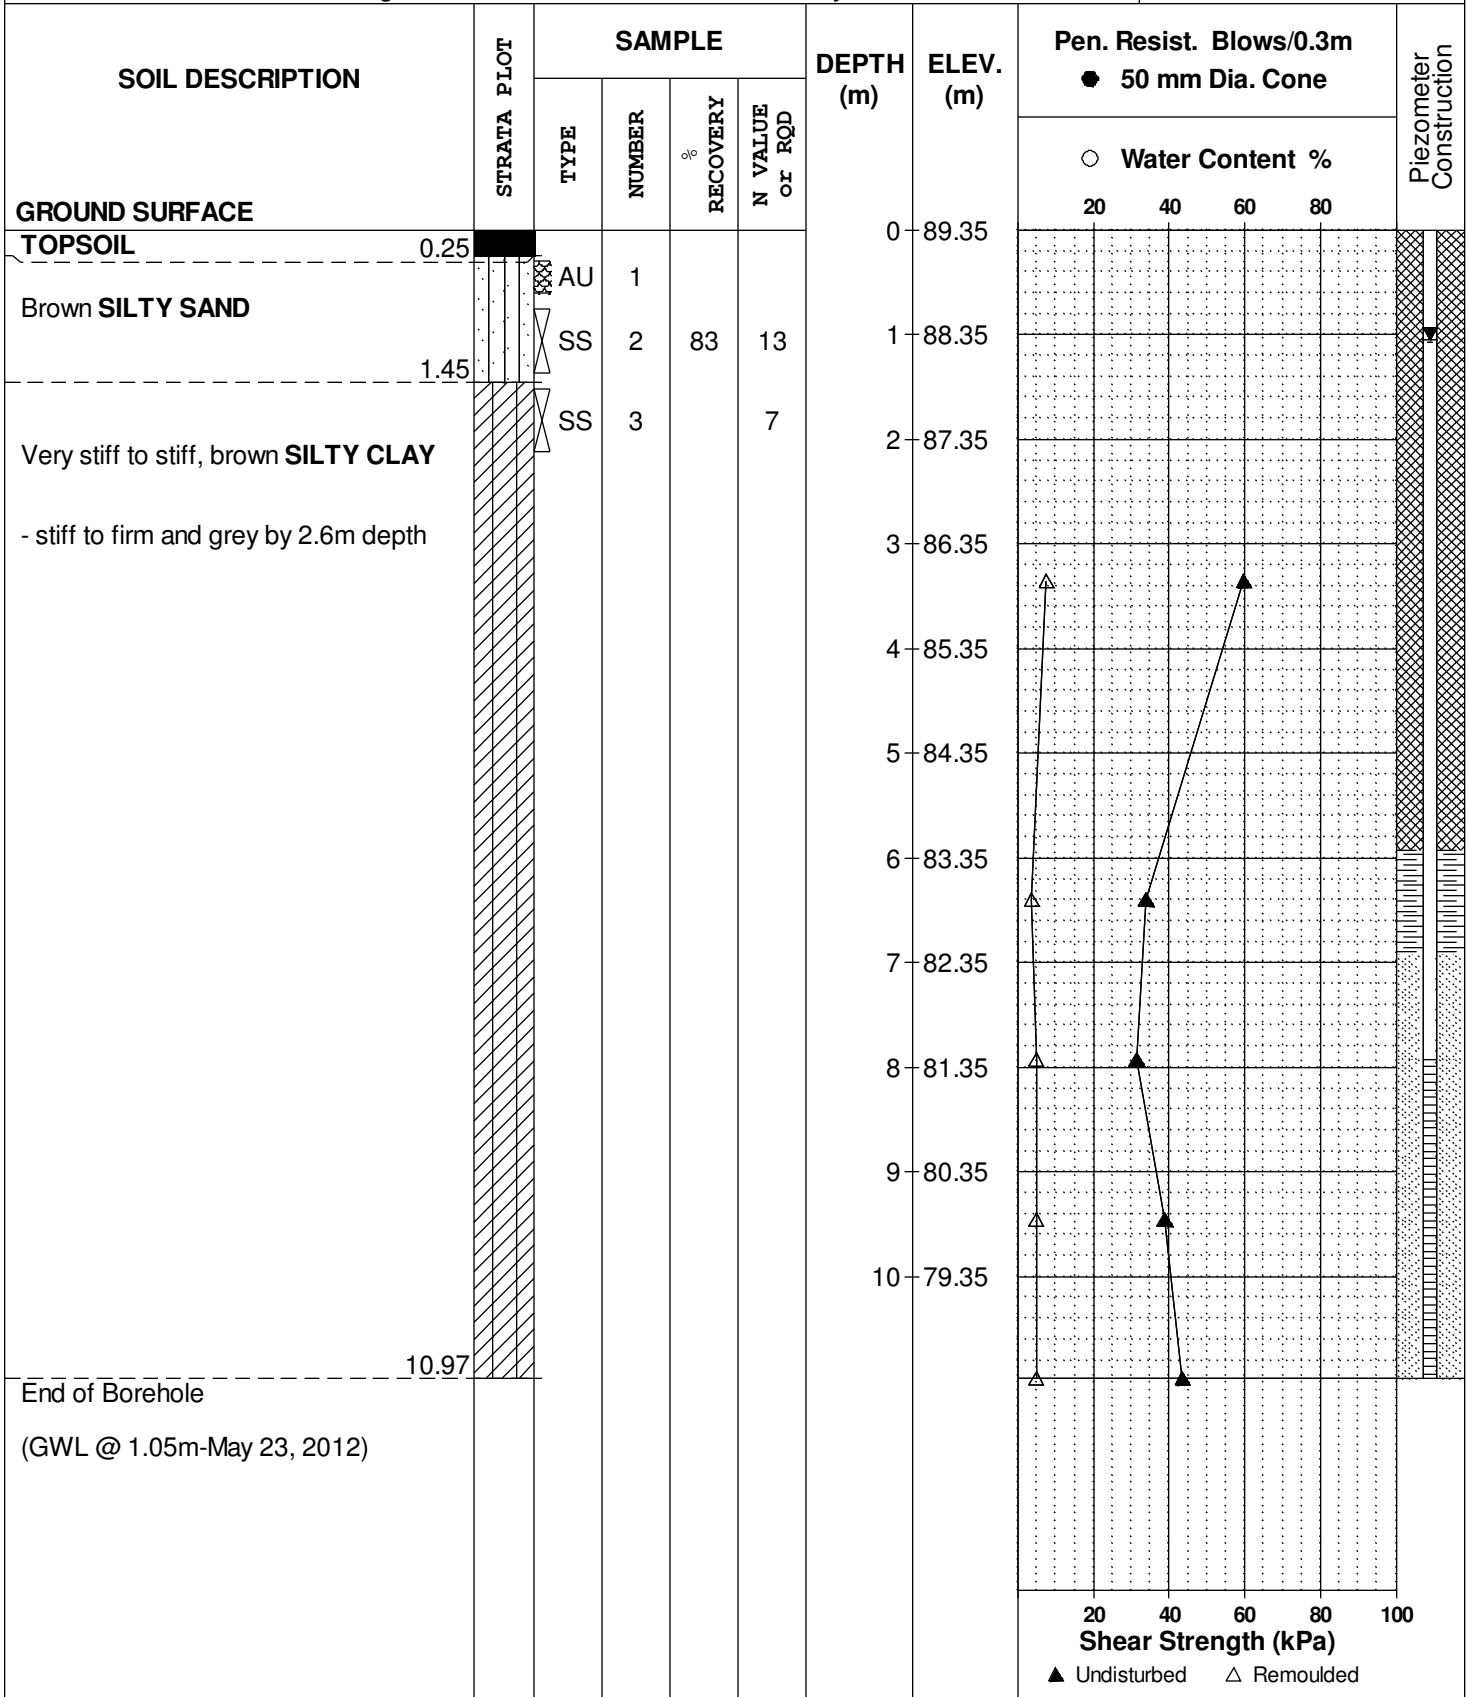 SOIL DESCRIPTION
STRATA PLOT
SAMPLE
TYPE
NUMBER
%
RECOVERY
N VALUE
or RQD
DEPTH
(m)
ELEV.
(m)
Pen. Resist. Blows/0.3m
● 50 mm Dia. Cone
○ Water Content %
20 40 60 80
Piezometer
Construction
GROUND SURFACE
TOPSOIL 0.25
0 89.35
AU 1
Brown SILTY SAND
SS 2 83 13
1 88.35
1.45
SS 3 7
2 87.35
Very stiff to stiff, brown SILTY CLAY
- stiff to firm and grey by 2.6m depth
3 86.35
4 85.35
5 84.35
6 83.35
7 82.35
8 81.35
9 80.35
10 79.35
10.97
End of Borehole
(GWL @ 1.05m-May 23, 2012)
20 40 60 80 100
Shear Strength (kPa)
▲ Undisturbed △ Remoulded